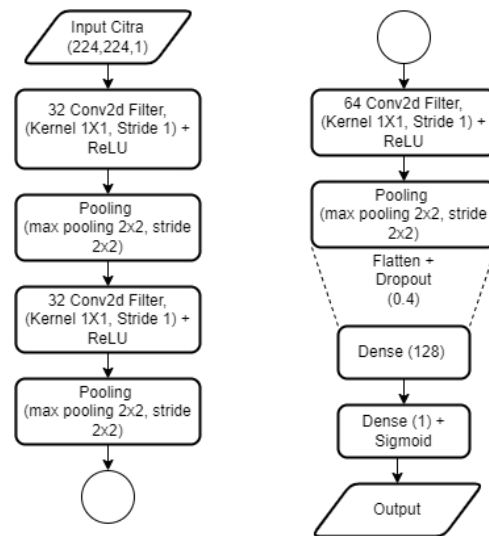 Input Citra
(224,224,1)
32 Conv2d Filter,
(Kernel 1X1, Stride 1) +
ReLU
Pooling
(max pooling 2x2, stride
2x2)
32 Conv2d Filter,
(Kernel 1X1, Stride 1) +
ReLU
Pooling
(max pooling 2x2, stride
2x2)
64 Conv2d Filter,
(Kernel 1X1, Stride 1) +
ReLU
Pooling
(max pooling 2x2, stride
2x2)
Flatten +
Dropout
(0.4)
Dense (128)
Dense (1) +
Sigmoid
Output